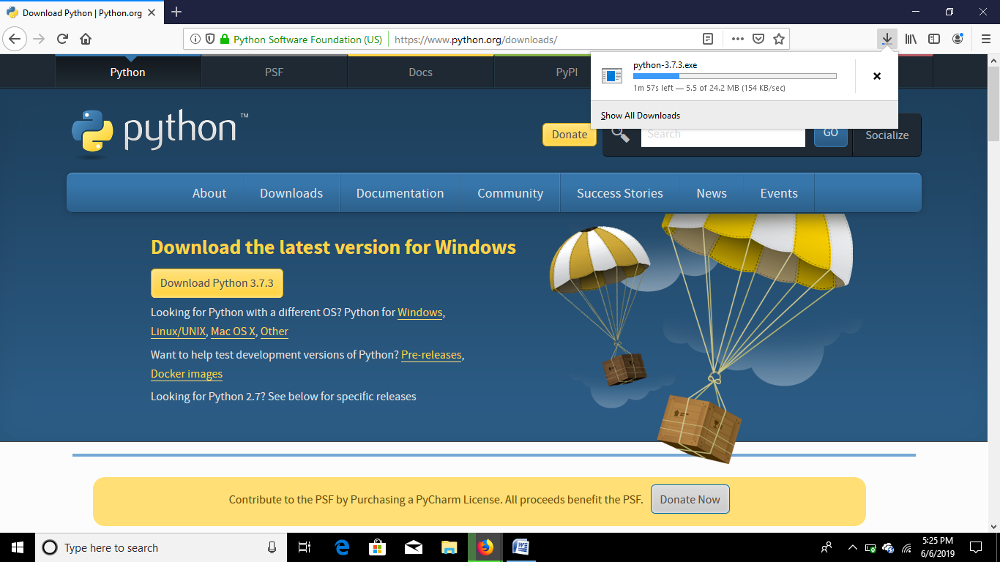 Download Python | Python.org
Python Software Foundation (US) https://www.python.org/downloads/
Python PSF Docs PyPI
python-3.7.3.exe
1m 57s left — 5.5 of 24.2 MB (154 KB/sec)
Show All Downloads
python™
Donate Search GO Socialize
About Downloads Documentation Community Success Stories News Events
Download the latest version for Windows
Download Python 3.7.3
Looking for Python with a different OS? Python for Windows,
Linux/UNIX, Mac OS X, Other
Want to help test development versions of Python? Pre-releases,
Docker images
Looking for Python 2.7? See below for specific releases
Contribute to the PSF by Purchasing a PyCharm License. All proceeds benefit the PSF. Donate Now
Type here to search
5:25 PM
6/6/2019